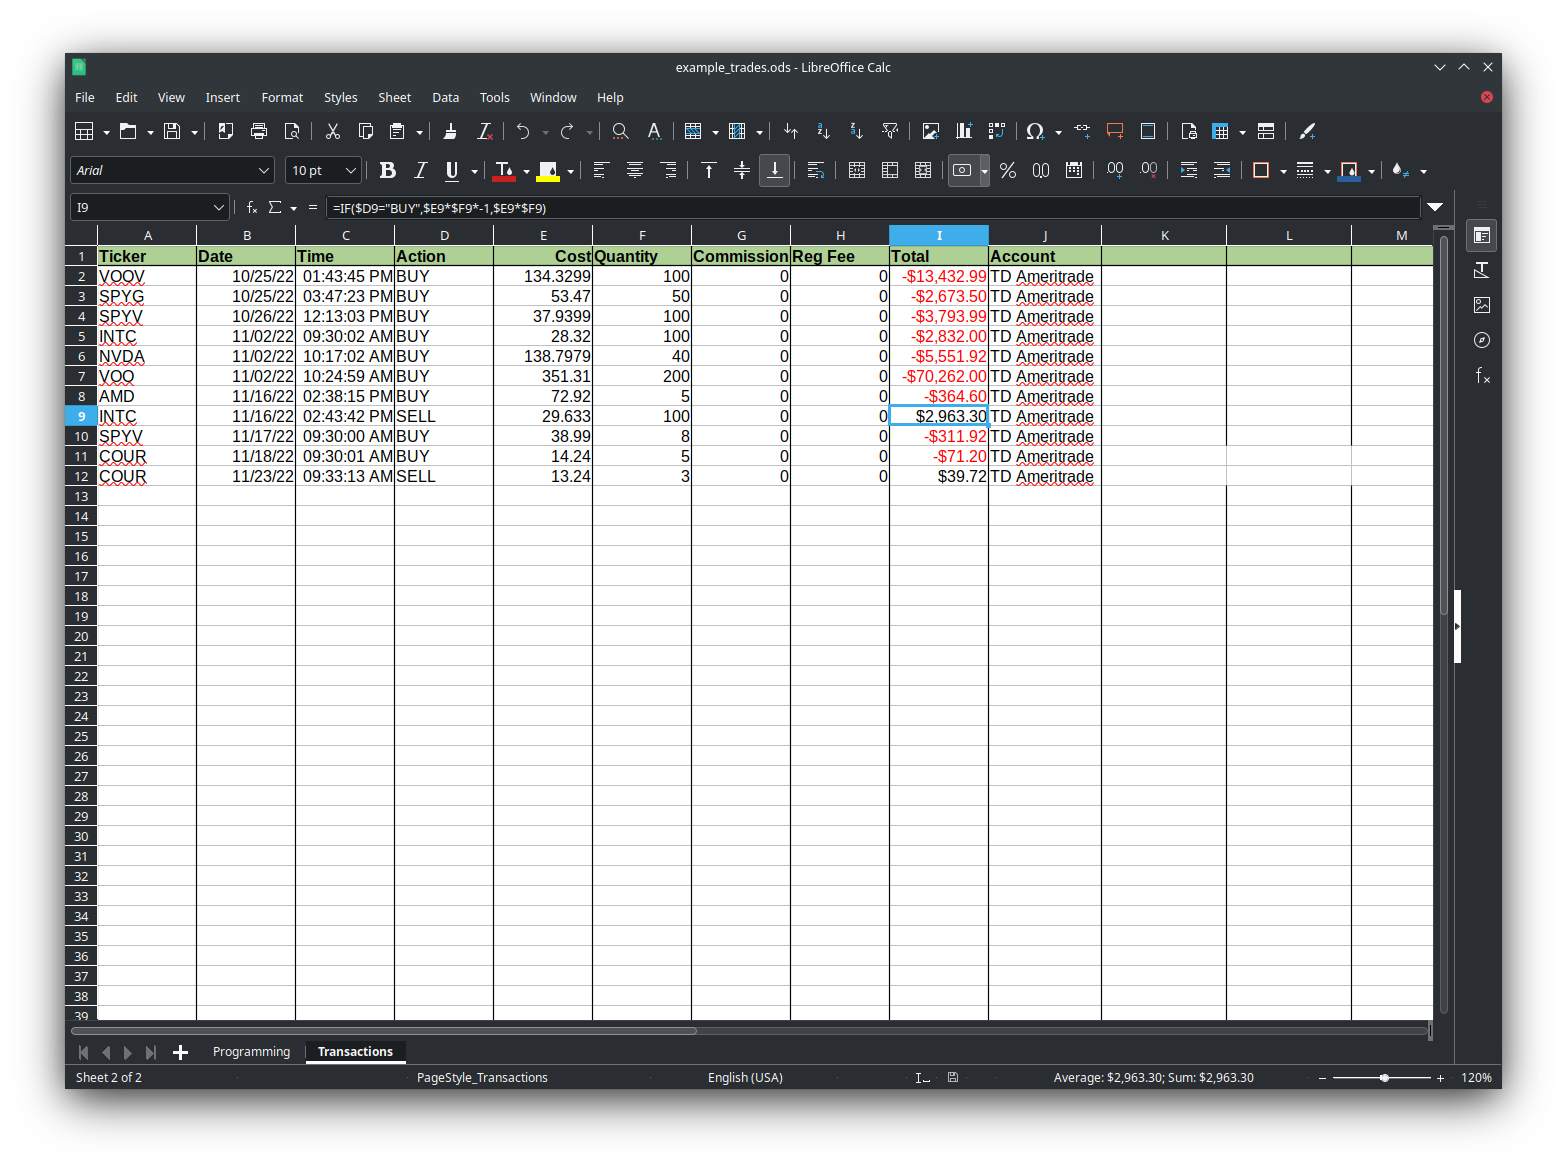 example_trades.ods - LibreOffice Calc
File Edit View Insert Format Styles Sheet Data Tools Window Help
Arial 10 pt
I9 =IF($D9="BUY",$E9*$F9*-1,$E9*$F9)
A B C D E F G H I J K L M
1 Ticker Date Time Action Cost Quantity Commission Reg Fee Total Account
2 VOOV 10/25/22 01:43:45 PM BUY 134.3299 100 0 0 -$13,432.99 TD Ameritrade
3 SPYG 10/25/22 03:47:23 PM BUY 53.47 50 0 0 -$2,673.50 TD Ameritrade
4 SPYV 10/26/22 12:13:03 PM BUY 37.9399 100 0 0 -$3,793.99 TD Ameritrade
5 INTC 11/02/22 09:30:02 AM BUY 28.32 100 0 0 -$2,832.00 TD Ameritrade
6 NVDA 11/02/22 10:17:02 AM BUY 138.7979 40 0 0 -$5,551.92 TD Ameritrade
7 VOO 11/02/22 10:24:59 AM BUY 351.31 200 0 0 -$70,262.00 TD Ameritrade
8 AMD 11/16/22 02:38:15 PM BUY 72.92 5 0 0 -$364.60 TD Ameritrade
9 INTC 11/16/22 02:43:42 PM SELL 29.633 100 0 0 $2,963.30 TD Ameritrade
10 SPYV 11/17/22 09:30:00 AM BUY 38.99 8 0 0 -$311.92 TD Ameritrade
11 COUR 11/18/22 09:30:01 AM BUY 14.24 5 0 0 -$71.20 TD Ameritrade
12 COUR 11/23/22 09:33:13 AM SELL 13.24 3 0 0 $39.72 TD Ameritrade
13
14
15
16
17
18
19
20
21
22
23
24
25
26
27
28
29
30
31
32
33
34
35
36
37
38
39
Programming Transactions
Sheet 2 of 2 PageStyle_Transactions English (USA) Average: $2,963.30; Sum: $2,963.30 120%